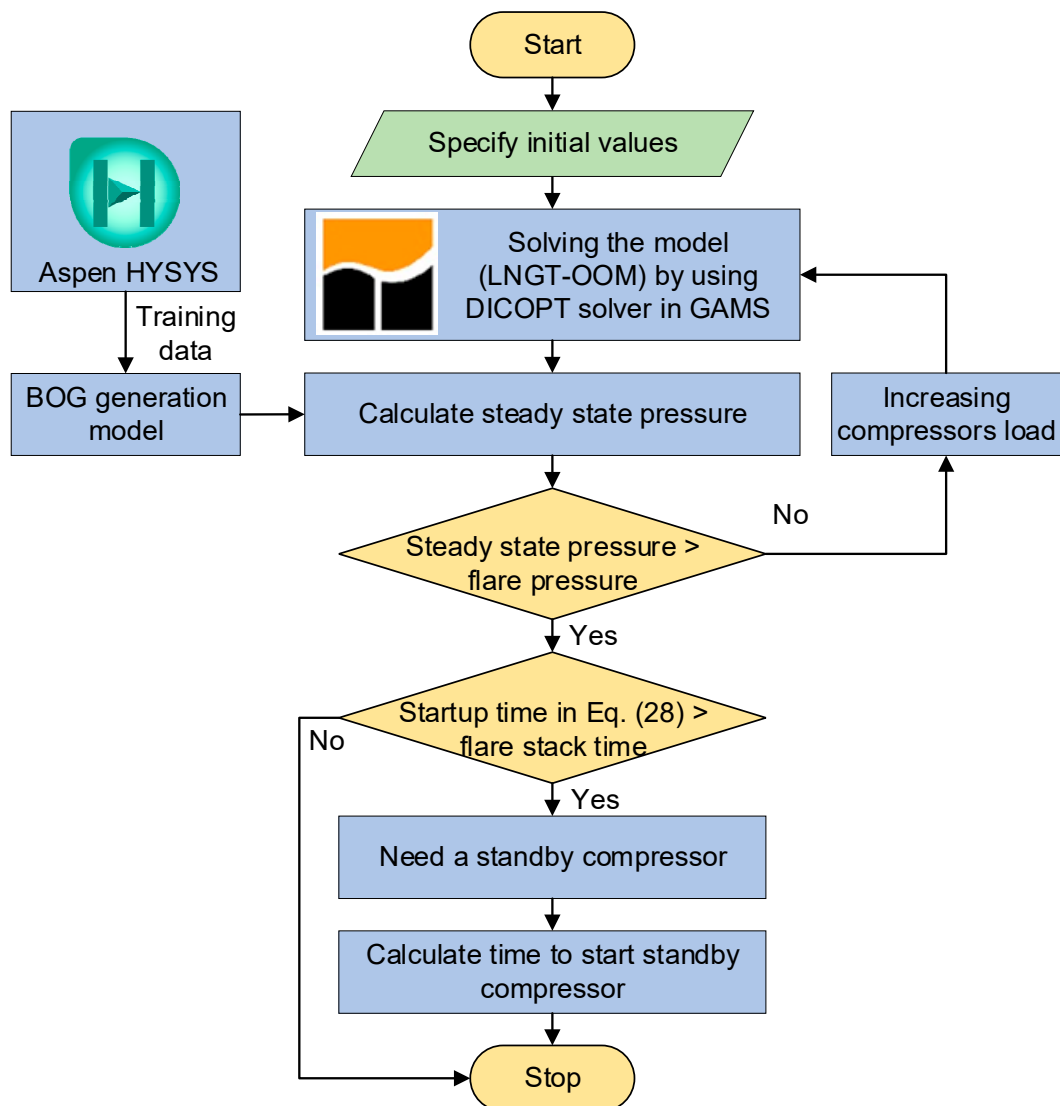 Start
Specify initial values
Aspen HYSYS
Solving the model
(LNGT-OOM) by using
DICOPT solver in GAMS
Training
data
BOG generation
model
Calculate steady state pressure
Increasing
compressors load
Steady state pressure >
flare pressure
No
Yes
Startup time in Eq. (28) >
flare stack time
No
Yes
Need a standby compressor
Calculate time to start standby
compressor
Stop